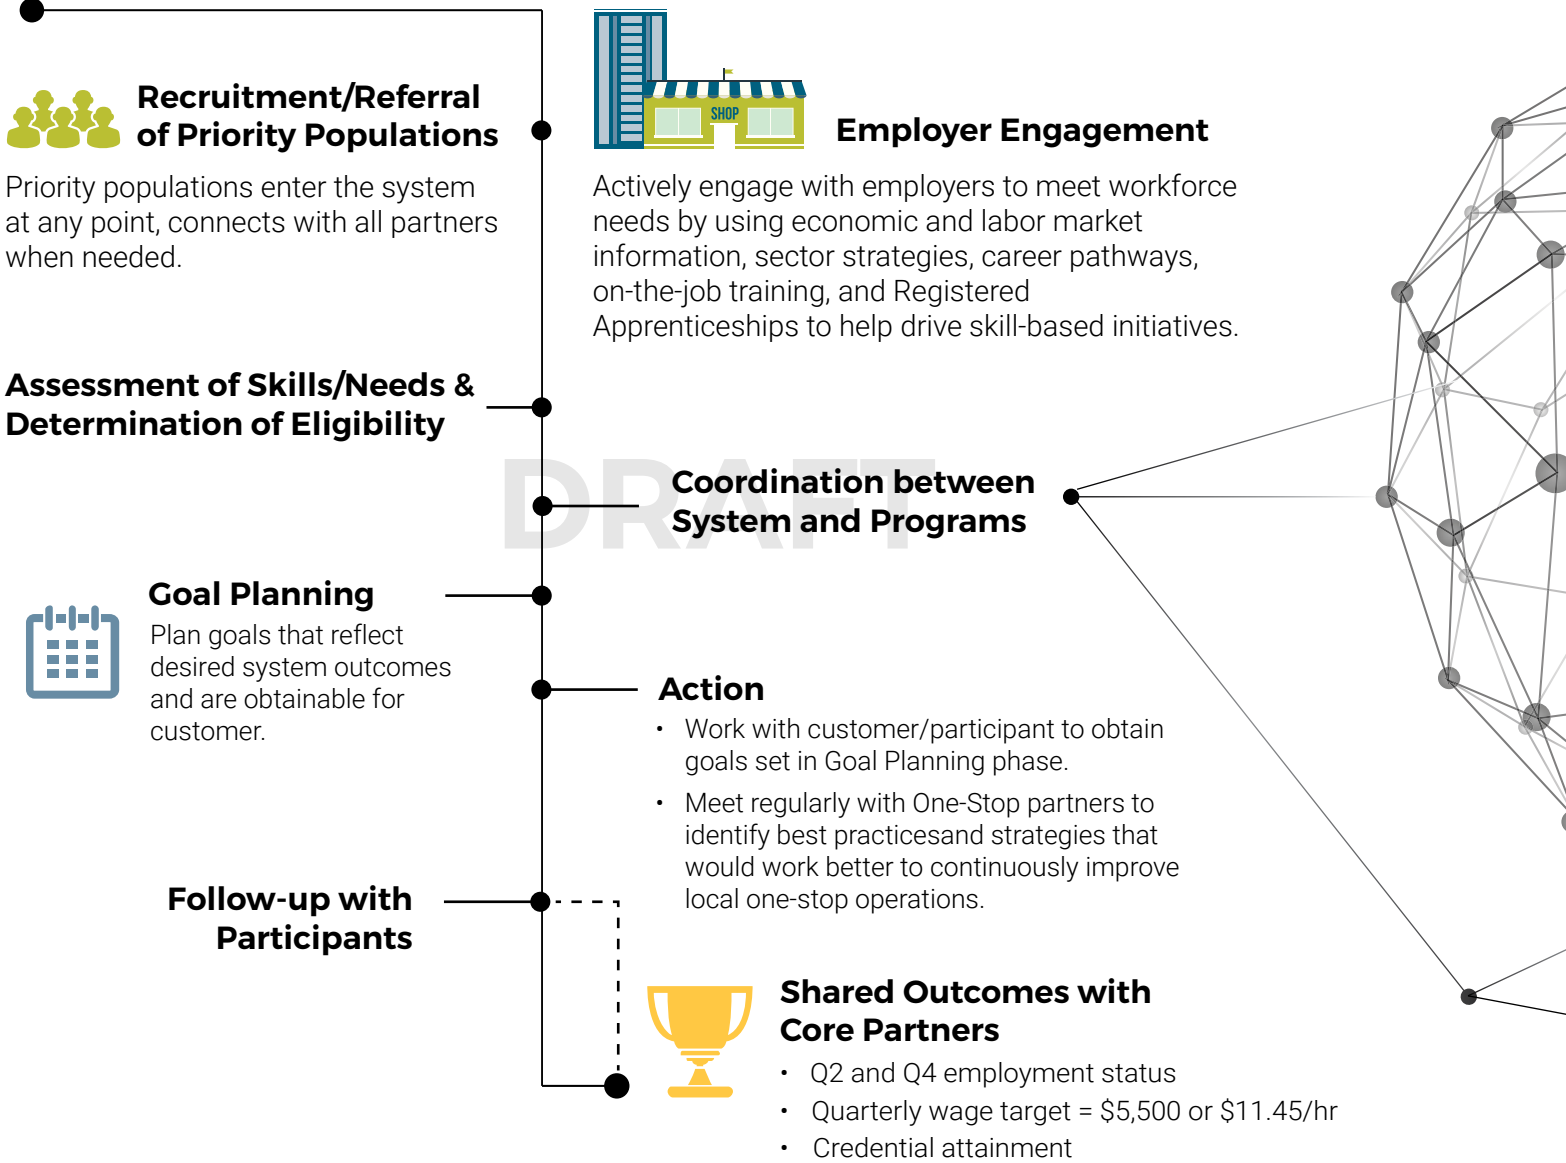 Recruitment/Referral
of Priority Populations
Priority populations enter the system
at any point, connects with all partners
when needed.
SHOP
Employer Engagement
Actively engage with employers to meet workforce
needs by using economic and labor market
information, sector strategies, career pathways,
on-the-job training, and Registered
Apprenticeships to help drive skill-based initiatives.
Assessment of Skills/Needs &
Determination of Eligibility
DRAFT
Coordination between
System and Programs
Goal Planning
Plan goals that reflect
desired system outcomes
and are obtainable for
customer.
Action
• Work with customer/participant to obtain
goals set in Goal Planning phase.
• Meet regularly with One-Stop partners to
identify best practicesand strategies that
would work better to continuously improve
local one-stop operations.
Follow-up with
Participants
Shared Outcomes with
Core Partners
• Q2 and Q4 employment status
• Quarterly wage target = $5,500 or $11.45/hr
• Credential attainment